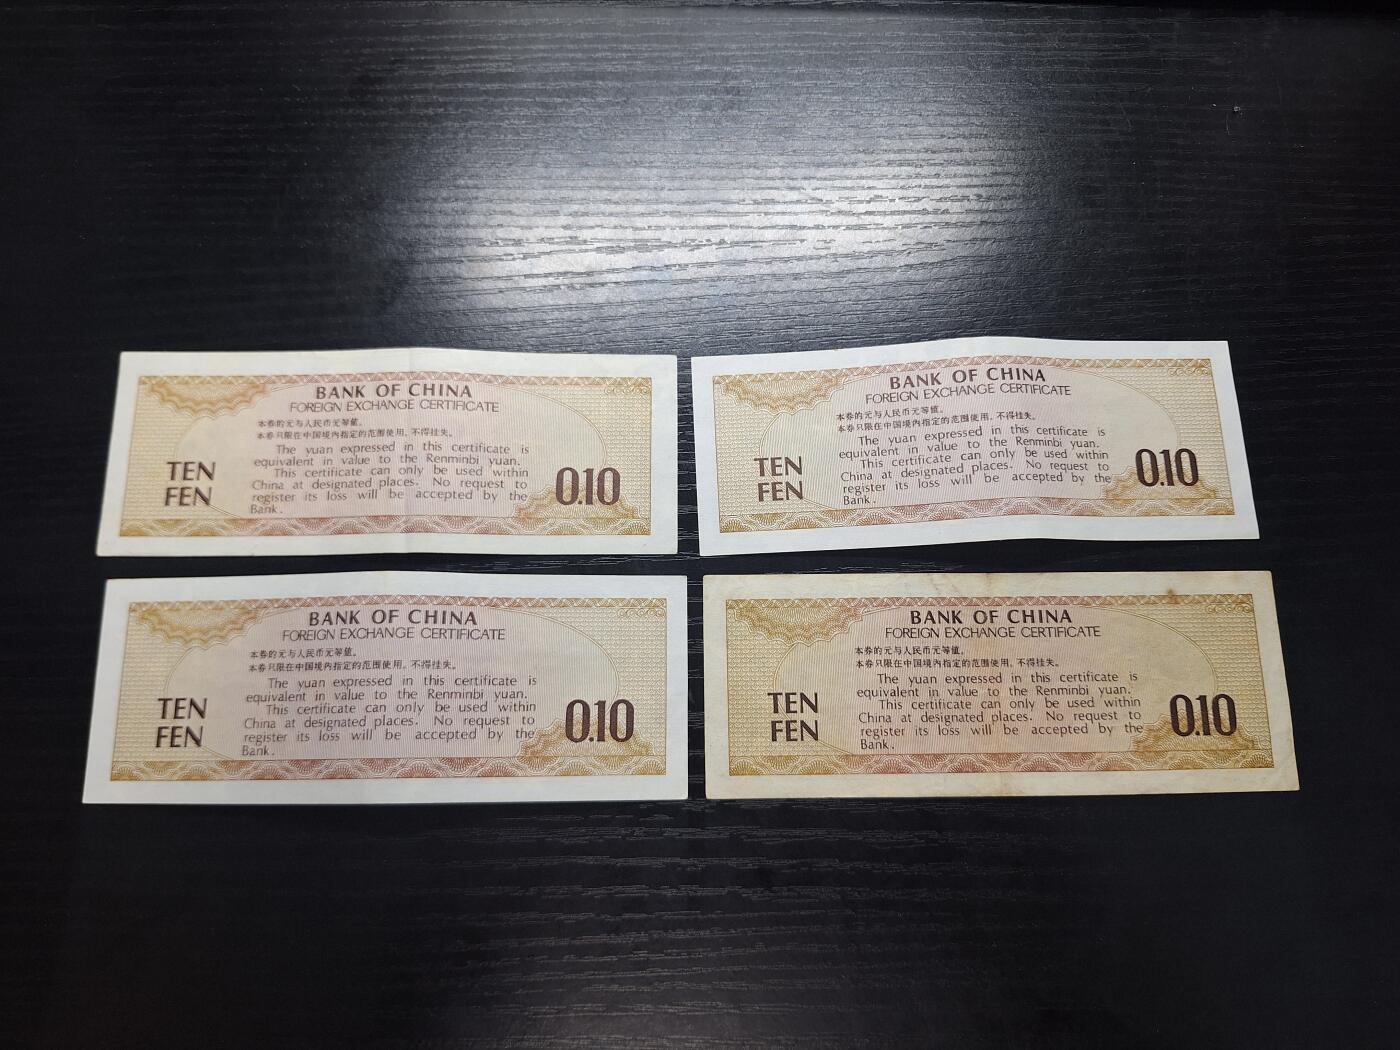 BANK OF CHINA
FOREIGN EXCHANGE CERTIFICATE
本券的元与人民币元等值。
本券只限在中国境内指定的范围使用，不得挂失。
The yuan expressed in this certificate is
equivalent in value to the Renminbi yuan.
This certificate can only be used within
China at designated places. No request to
register its loss will be accepted by the
Bank.
TEN
FEN
0.10
BANK OF CHINA
FOREIGN EXCHANGE CERTIFICATE
本券的元与人民币元等值。
本券只限在中国境内指定的范围使用，不得挂失。
The yuan expressed in this certificate is
equivalent in value to the Renminbi yuan.
This certificate can only be used within
China at designated places. No request to
register its loss will be accepted by the
Bank.
TEN
FEN
0.10
BANK OF CHINA
FOREIGN EXCHANGE CERTIFICATE
本券的元与人民币元等值。
本券只限在中国境内指定的范围使用，不得挂失。
The yuan expressed in this certificate is
equivalent in value to the Renminbi yuan.
This certificate can only be used within
China at designated places. No request to
register its loss will be accepted by the
Bank.
TEN
FEN
0.10
BANK OF CHINA
FOREIGN EXCHANGE CERTIFICATE
本券的元与人民币元等值。
本券只限在中国境内指定的范围使用，不得挂失。
The yuan expressed in this certificate is
equivalent in value to the Renminbi yuan.
This certificate can only be used within
China at designated places. No request to
register its loss will be accepted by the
Bank.
TEN
FEN
0.10